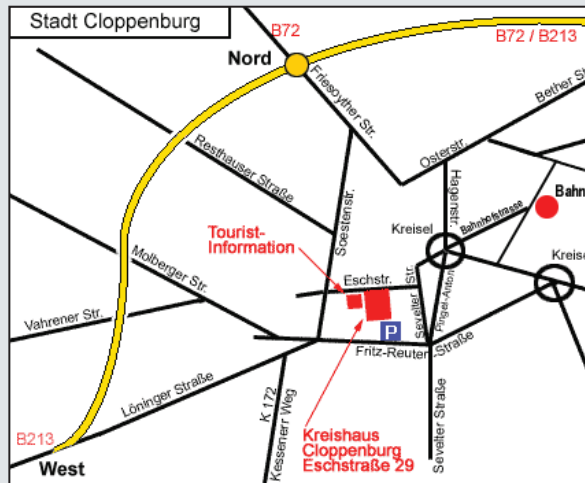 Stadt Cloppenburg
B72
B72 / B213
Nord
Friesoyther Str.
Bether Str.
Osterstr.
Resthauser Straße
Hagenstr.
Bahnhofstrasse
Bahn
Soestenstr.
Kreisel
Tourist-
Information
Kreise
Molberger Str.
Eschstr.
Sevelter Str.
Pingel-Anton
Vahrener Str.
P
Fritz-Reuter-Straße
Löninger Straße
K 172
Kessenerr Weg
Kreishaus
Cloppenburg
Eschstraße 29
Sevelter Straße
B213
West